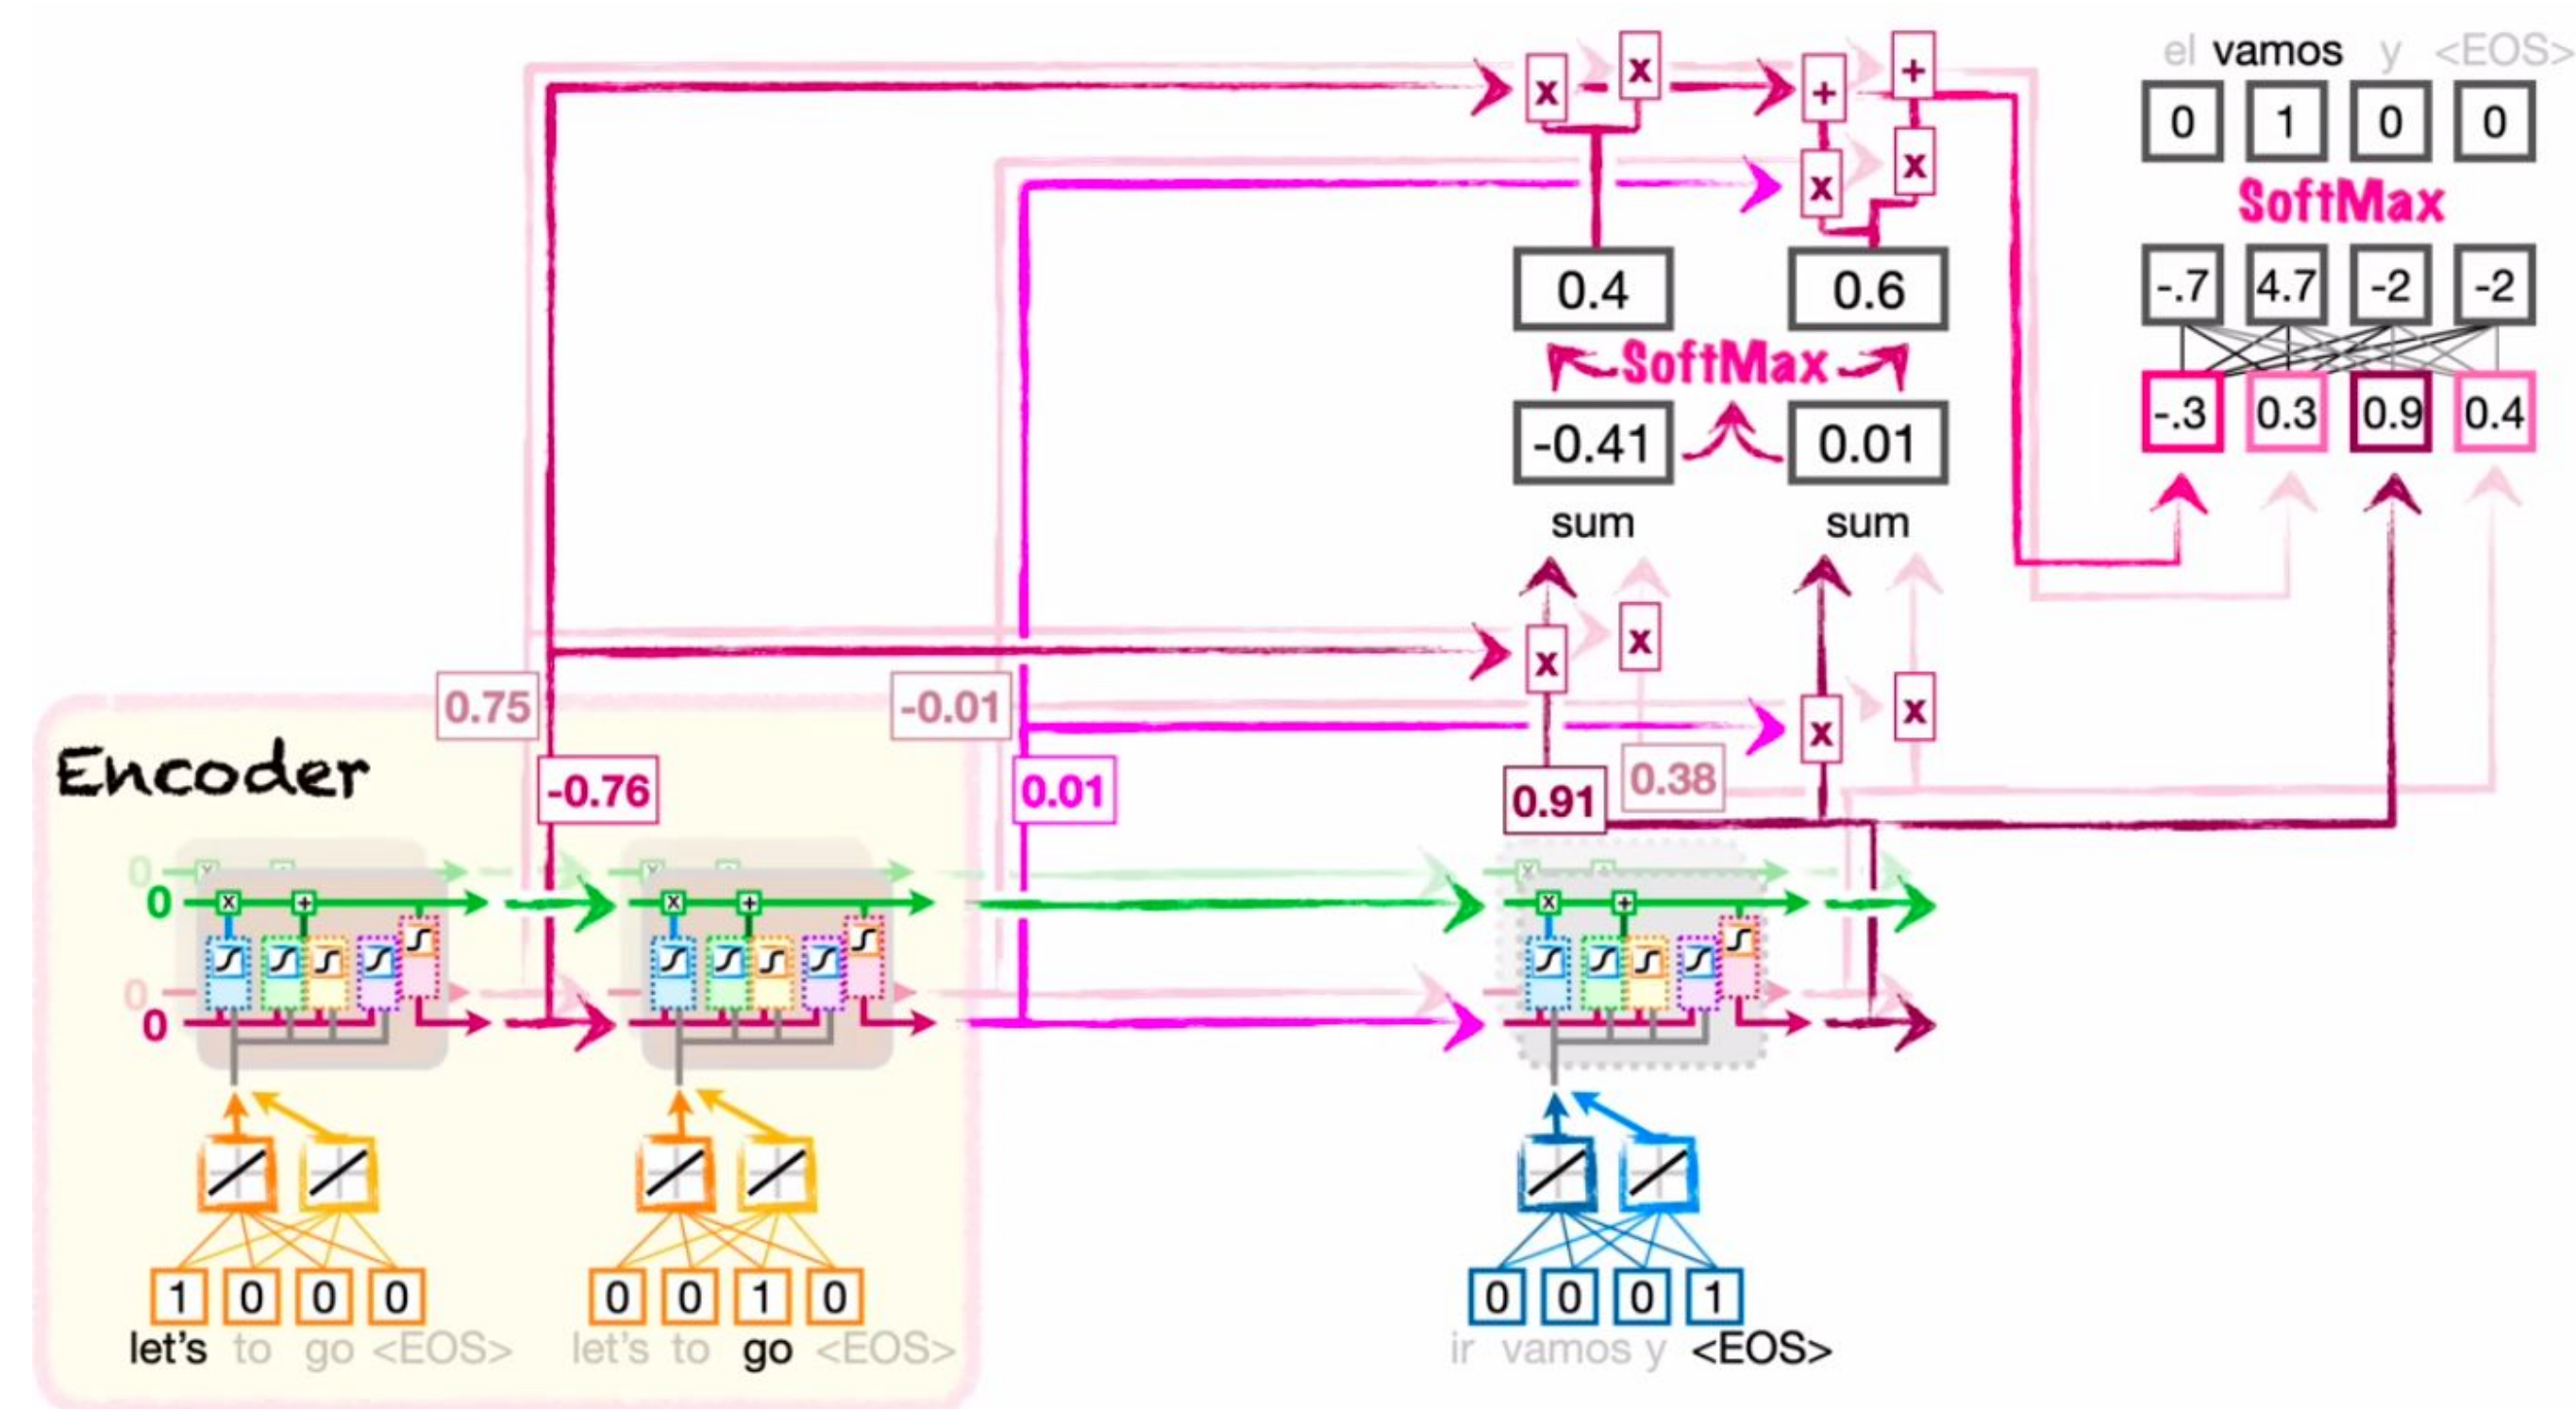 el vamos y <EOS>
x x + +
0 1 0 0
x x
SoftMax
0.4 0.6
-.7 4.7 -2 -2
SoftMax
-0.41 0.01
-.3 0.3 0.9 0.4
sum sum
x x
0.75 -0.01
x x
Encoder
-0.76 0.01 0.91 0.38
0 x + x + x +
0 x + x + x +
0
0
1 0 0 0 0 0 1 0 0 0 0 1
let's to go <EOS> let's to go <EOS> ir vamos y <EOS>